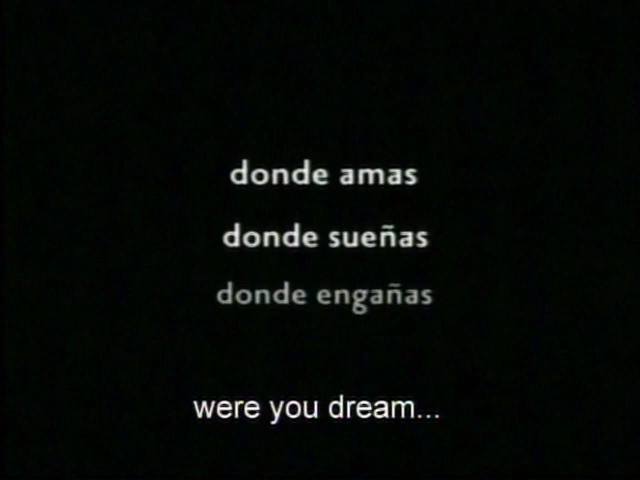 donde amas
donde sueñas
donde engañas
were you dream...